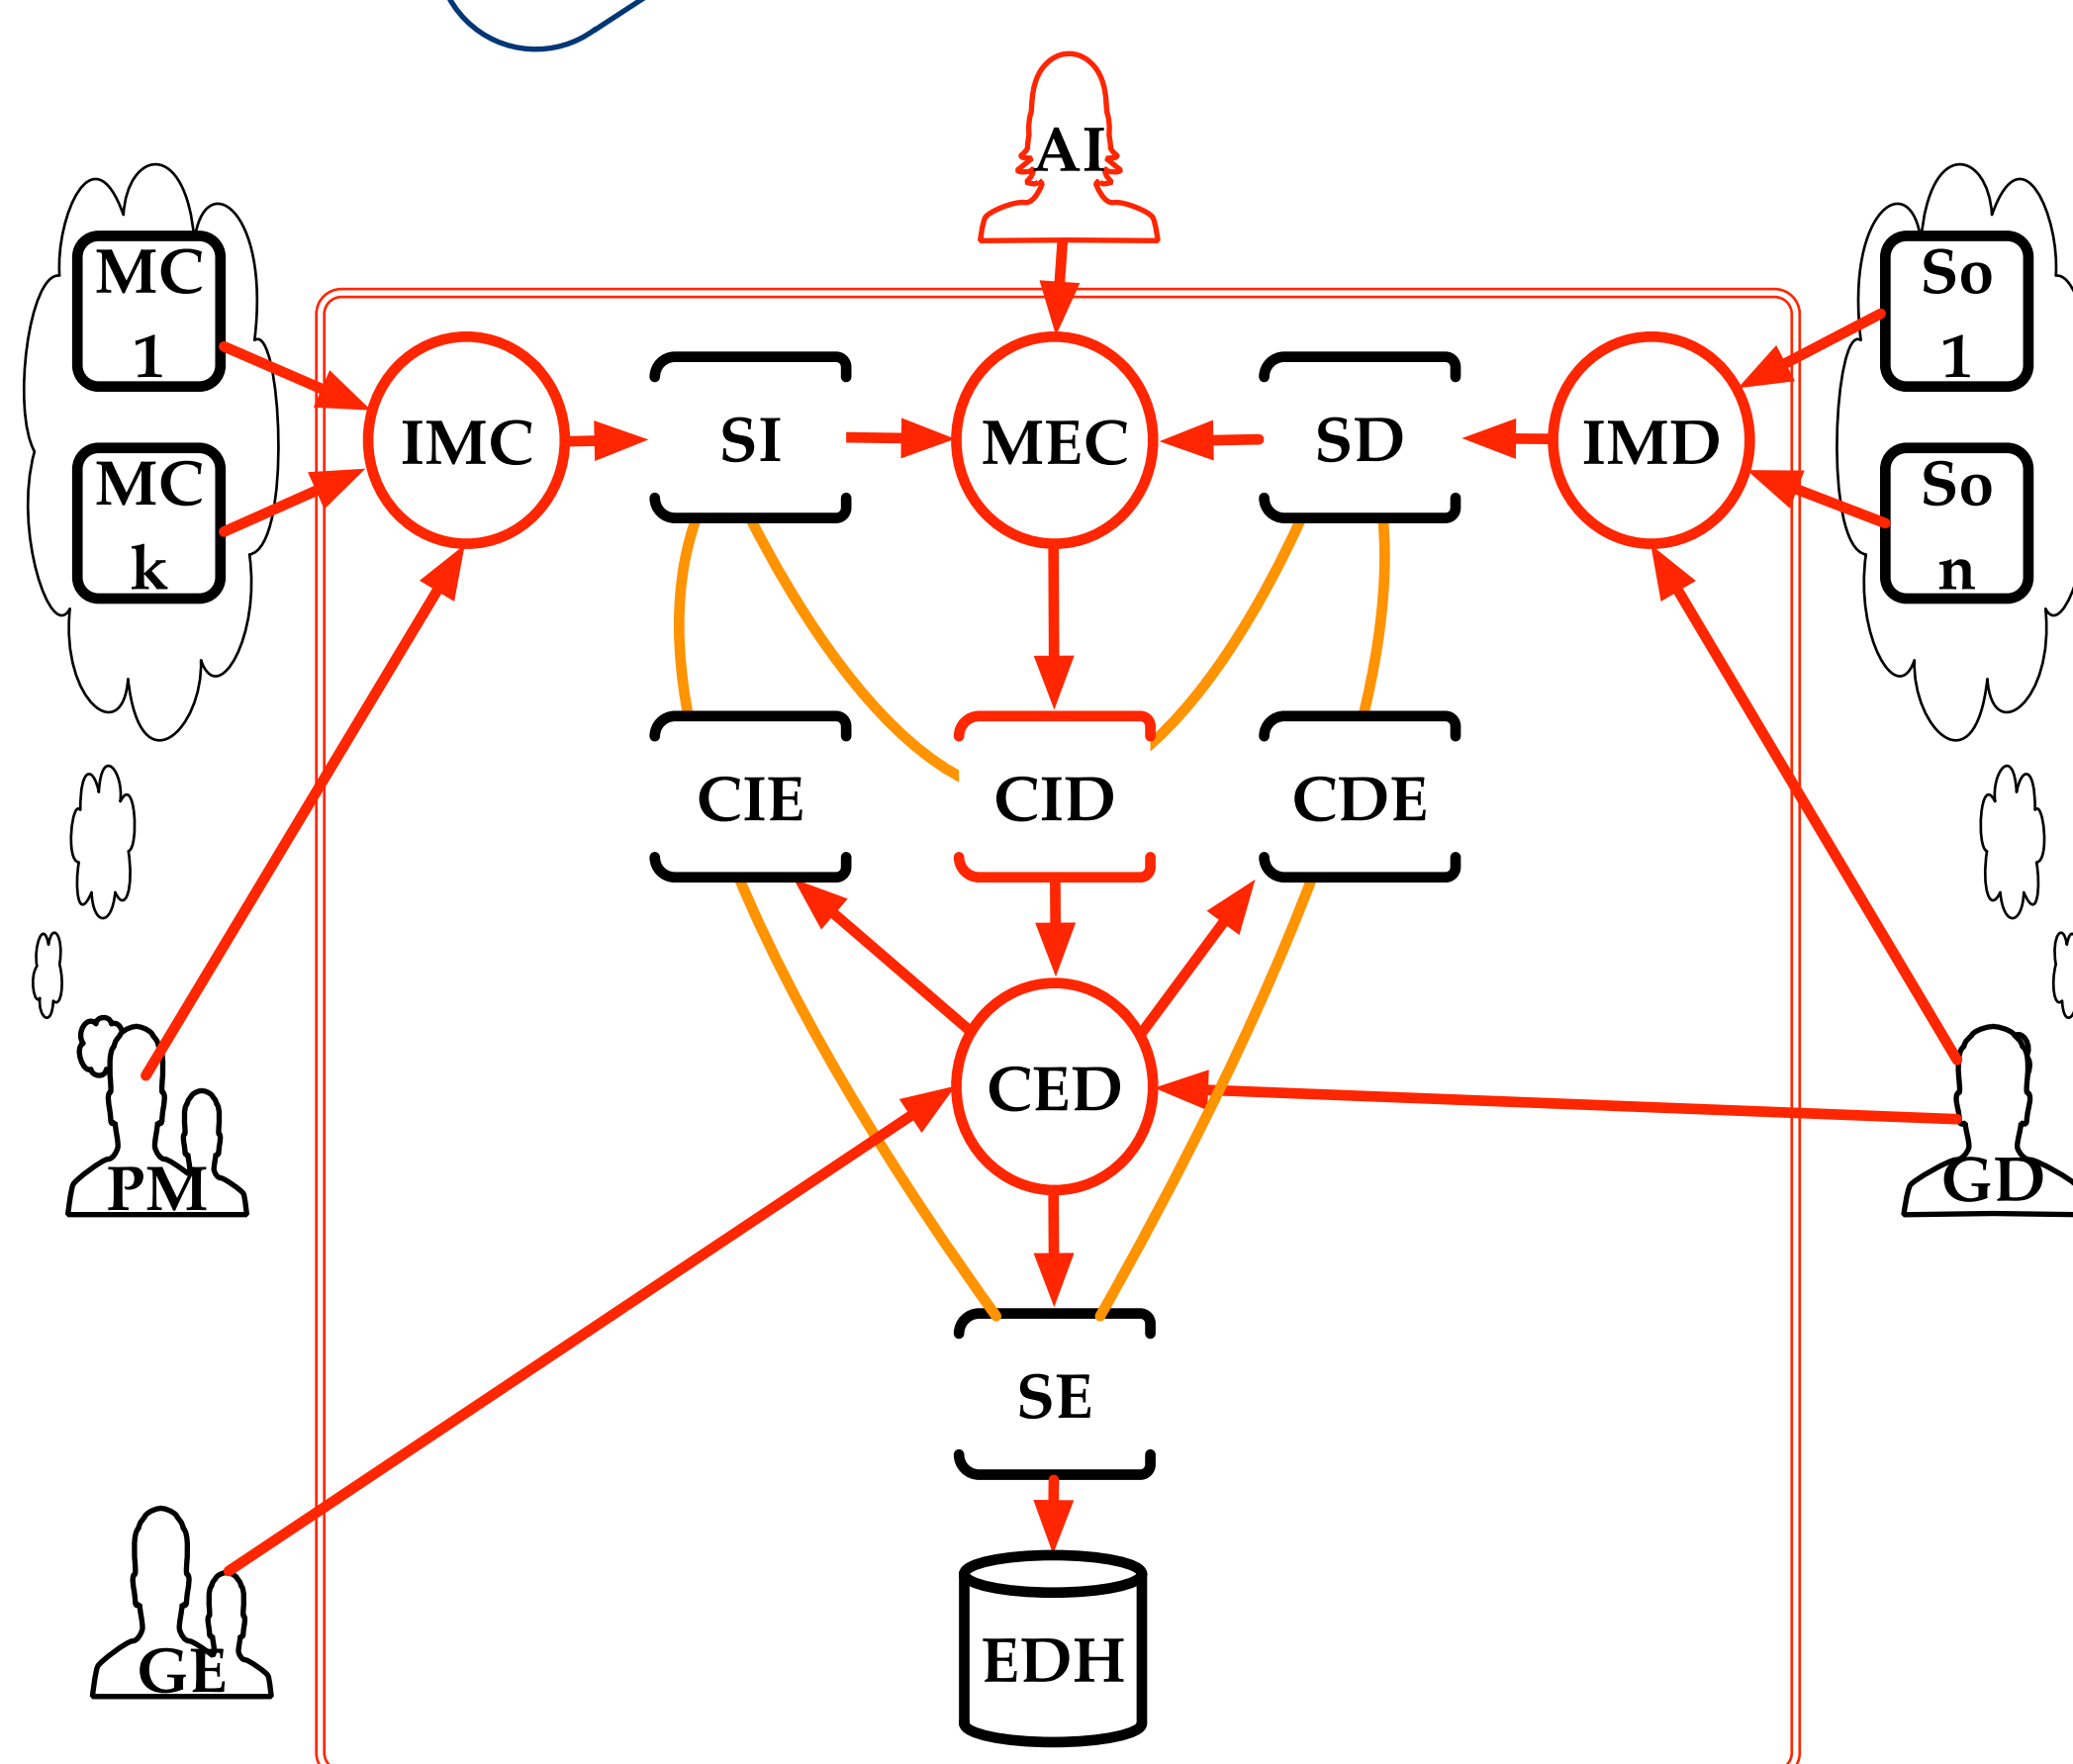 AI
MC
1
So
1
IMC
SI
MEC
SD
IMD
MC
k
So
n
CIE
CID
CDE
CED
PM
GD
SE
GE
EDH